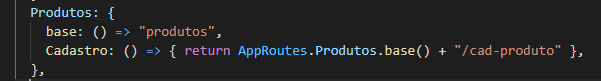 Produtos: {
base: () => "produtos",
Cadastro: () => { return AppRoutes.Produtos.base() + "/cad-produto" },
},